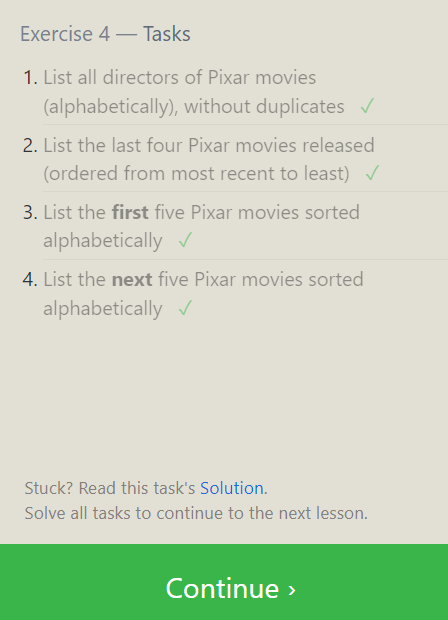 Exercise 4 — Tasks
1. List all directors of Pixar movies
(alphabetically), without duplicates ✓
2. List the last four Pixar movies released
(ordered from most recent to least) ✓
3. List the first five Pixar movies sorted
alphabetically ✓
4. List the next five Pixar movies sorted
alphabetically ✓
Stuck? Read this task's Solution.
Solve all tasks to continue to the next lesson.
Continue ›